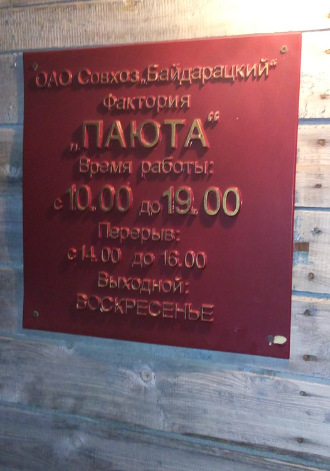 ОАО Совхоз „Байдарацкий“
Фактория
„ПАЮТА“
Время работы:
с 10.00 до 19.00
Перерыв:
с 14.00 до 16.00
Выходной:
ВОСКРЕСЕНЬЕ